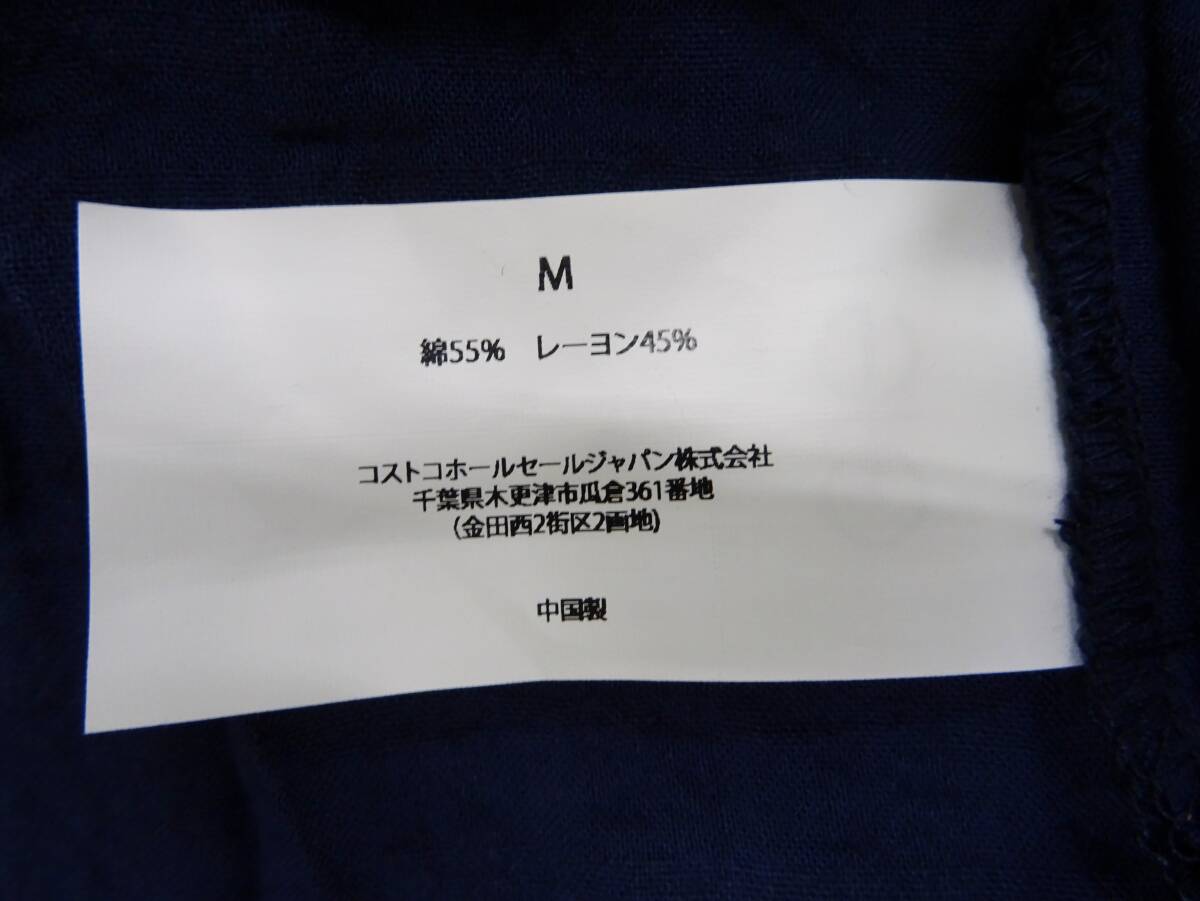 M
綿55%　レーヨン45%
コストコホールセールジャパン株式会社
千葉県木更津市瓜倉361番地
(金田西2街区2画地)
中国製